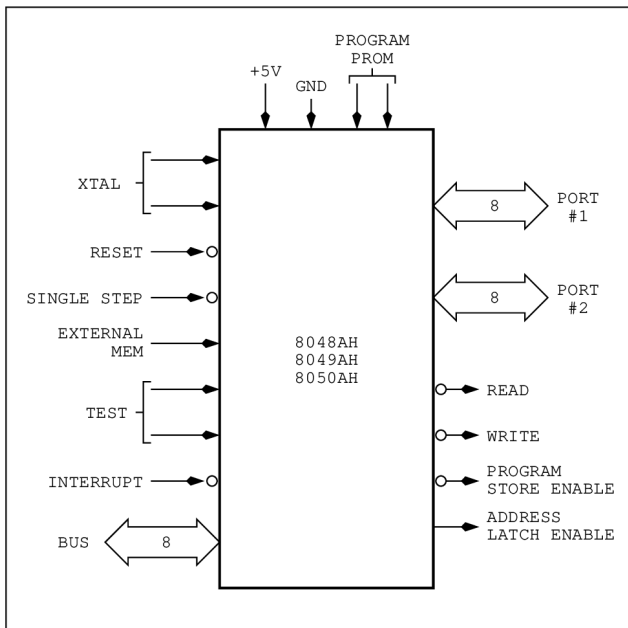 PROGRAM
PROM
+5V
GND
XTAL
8
PORT
#1
RESET
SINGLE STEP
8
PORT
#2
EXTERNAL
MEM
8048AH
8049AH
8050AH
READ
TEST
WRITE
INTERRUPT
PROGRAM
STORE ENABLE
ADDRESS
LATCH ENABLE
BUS
8